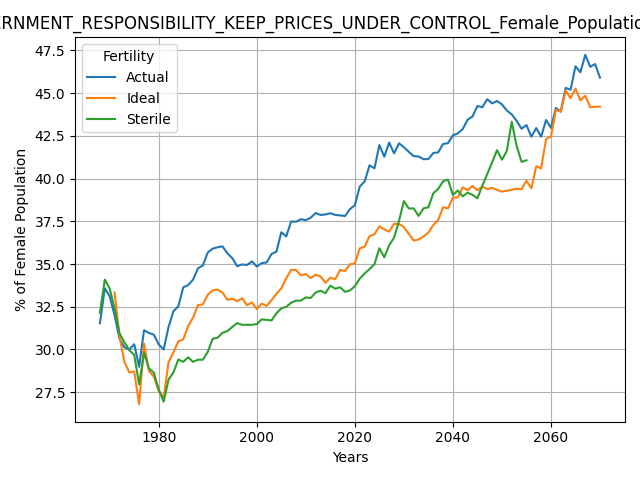 ERNMENT_RESPONSIBILITY_KEEP_PRICES_UNDER_CONTROL_Female_Populatio
47.5
45.0
42.5
40.0
37.5
35.0
32.5
30.0
27.5
% of Female Population
Fertility
Actual
Ideal
Sterile
1980
2000
2020
2040
2060
Years